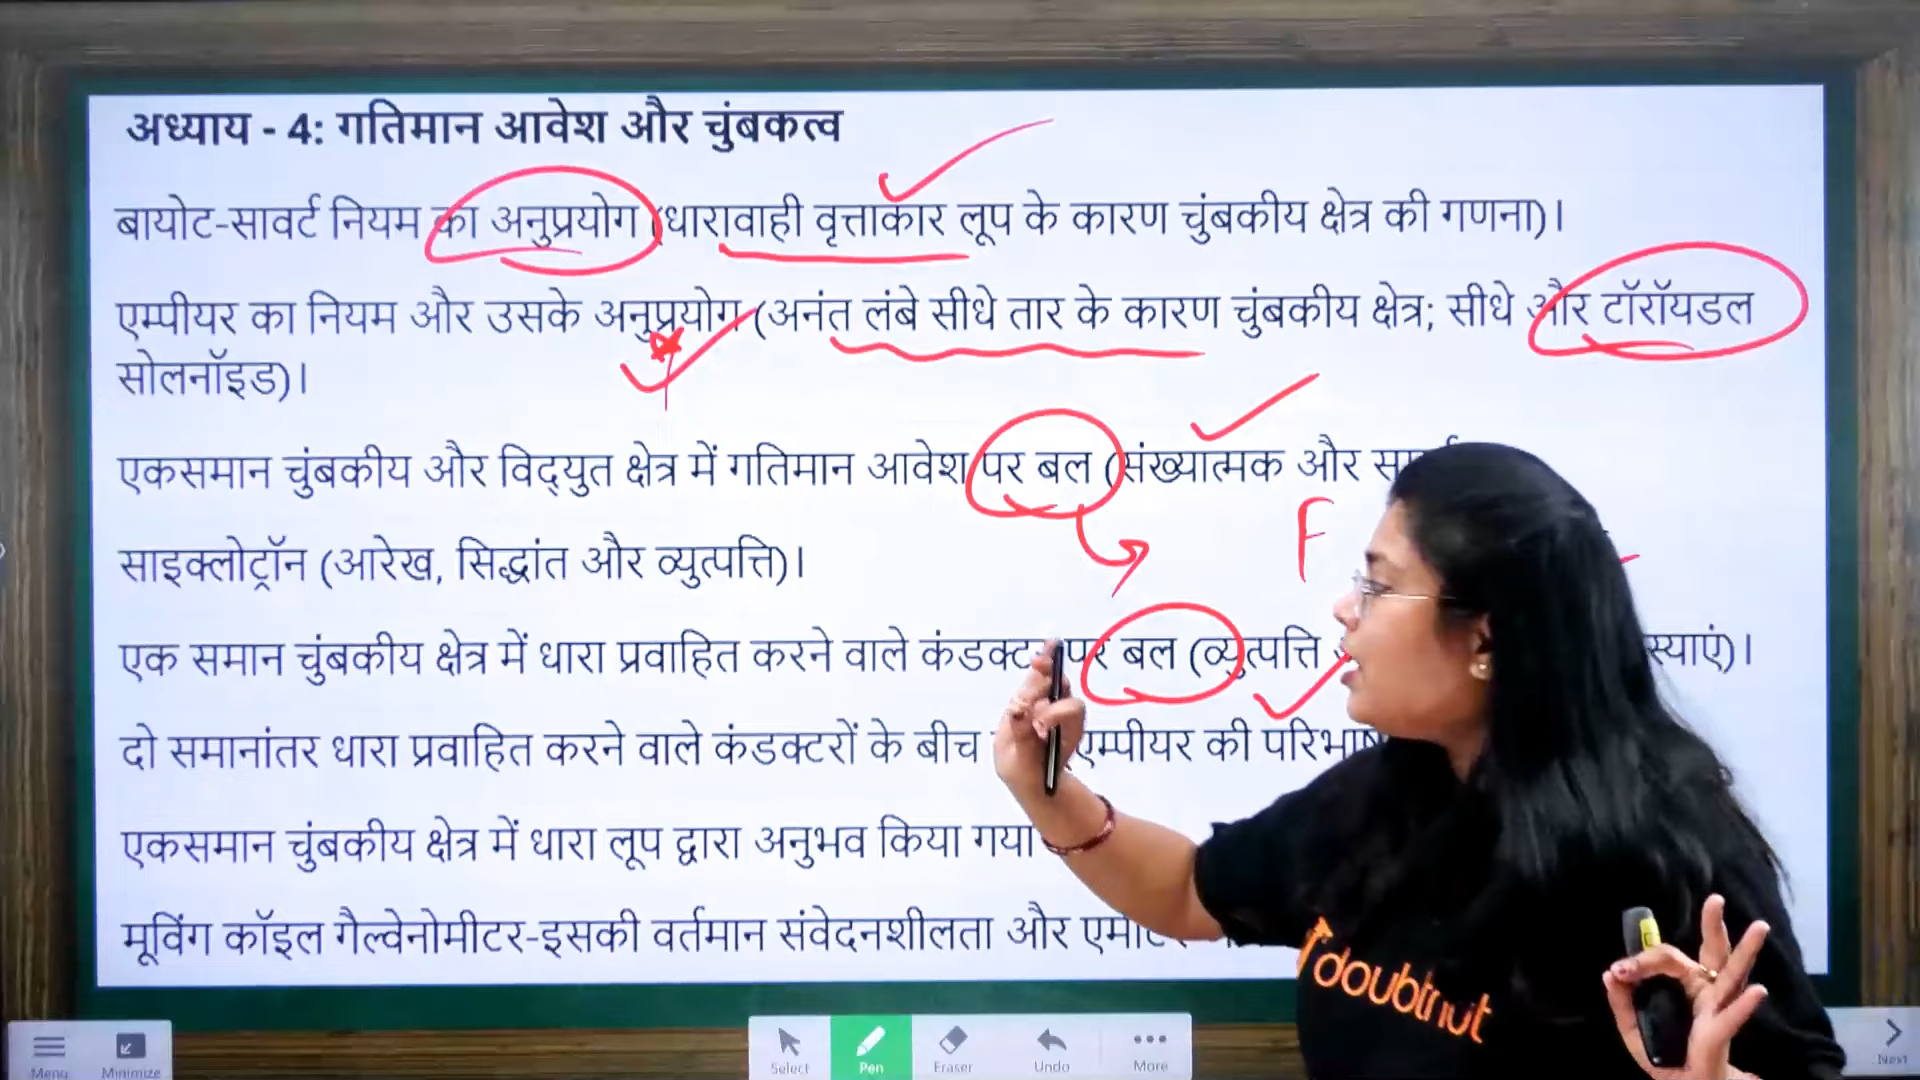 अध्याय - 4: गतिमान आवेश और चुंबकत्व
बायोट-सावर्ट नियम का अनुप्रयोग (धारावाही वृत्ताकार लूप के कारण चुंबकीय क्षेत्र की गणना)।
एम्पीयर का नियम और उसके अनुप्रयोग (अनंत लंबे सीधे तार के कारण चुंबकीय क्षेत्र; सीधे और टॉरॉयडल
सोलनॉइड)।
एकसमान चुंबकीय और विद्युत क्षेत्र में गतिमान आवेश पर बल (संख्यात्मक और
F
साइक्लोट्रॉन (आरेख, सिद्धांत और व्युत्पत्ति)।
एक समान चुंबकीय क्षेत्र में धारा प्रवाहित करने वाले पर बल (व्युत्पत्ति
दो समानांतर धारा प्रवाहित करने वाले कंडक्टरों के बीच एम्पीयर की
एकसमान चुंबकीय क्षेत्र में धारा लूप द्वारा अनुभव किया गया
मूविंग कॉइल गैल्वेनोमीटर-इसकी वर्तमान संवेदनशीलता और
doubtnut
Menu Minimize Select Pen Eraser Undo More Next